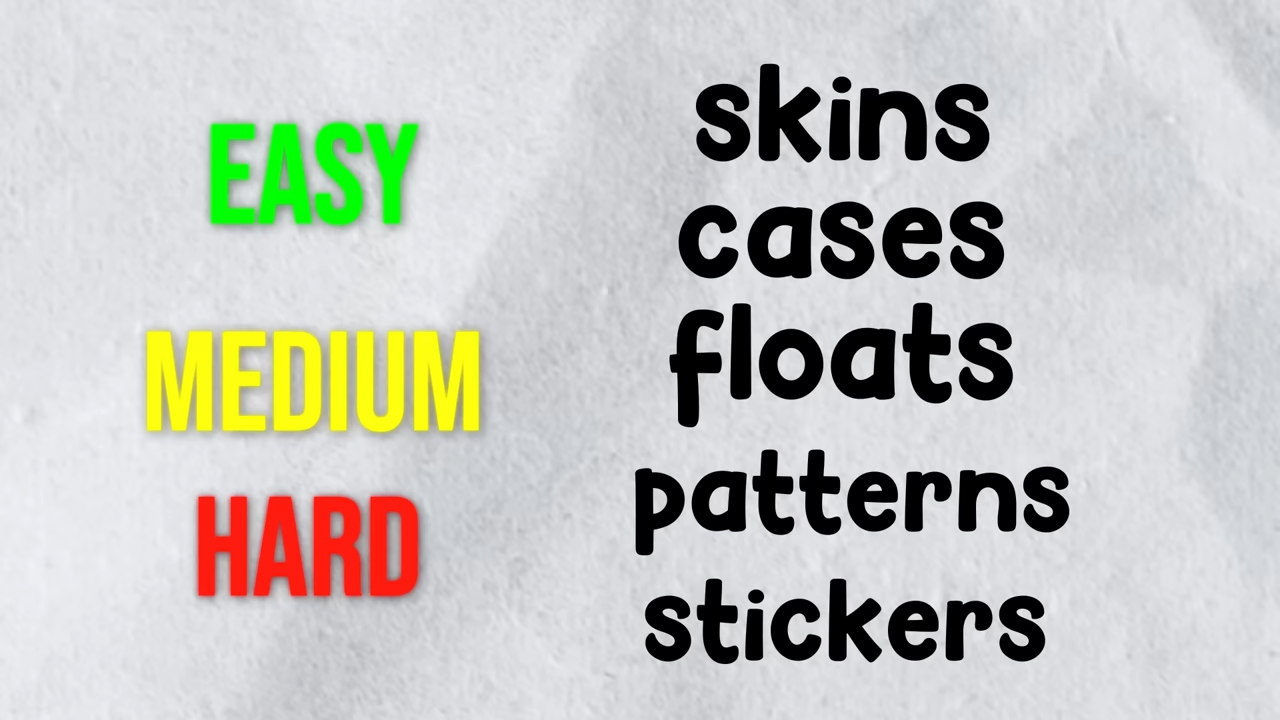 EASY
MEDIUM
HARD
skins
cases
floats
patterns
stickers